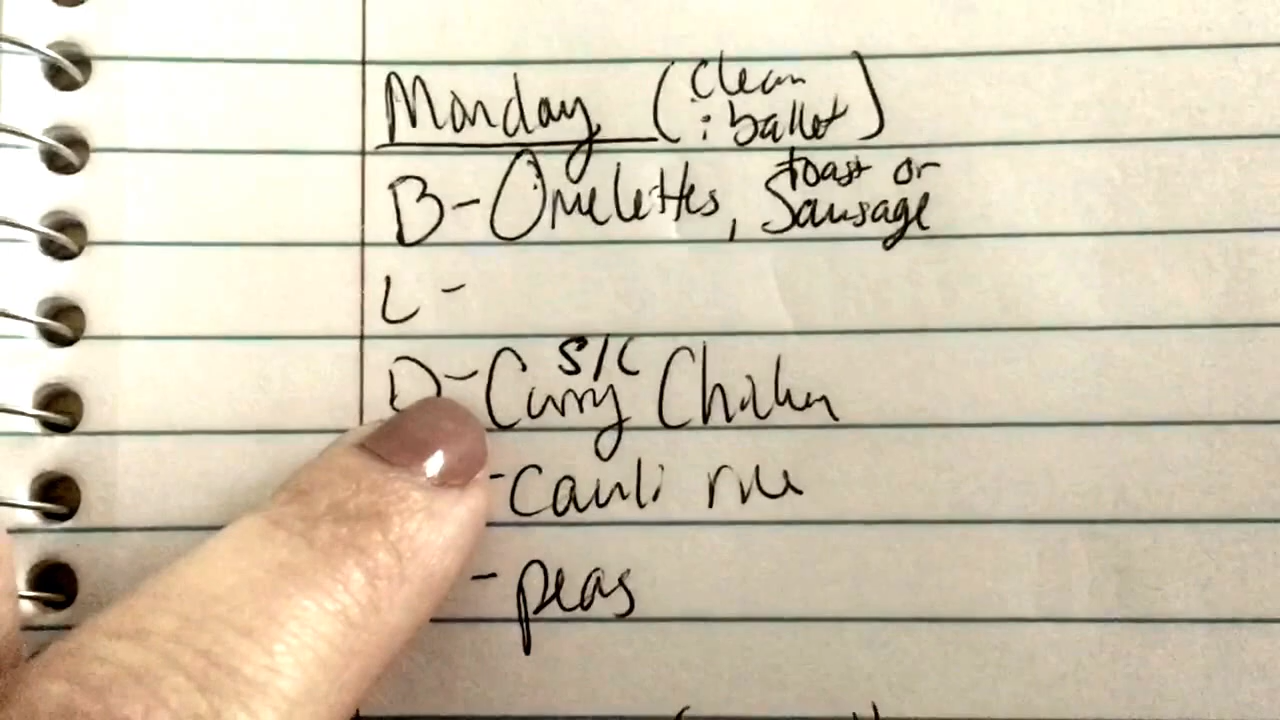 Monday (clean
: ballet)
toast or
B- Omelettes, Sausage
L -
S/C
D- Curry Chicken
- cauli rice
- peas